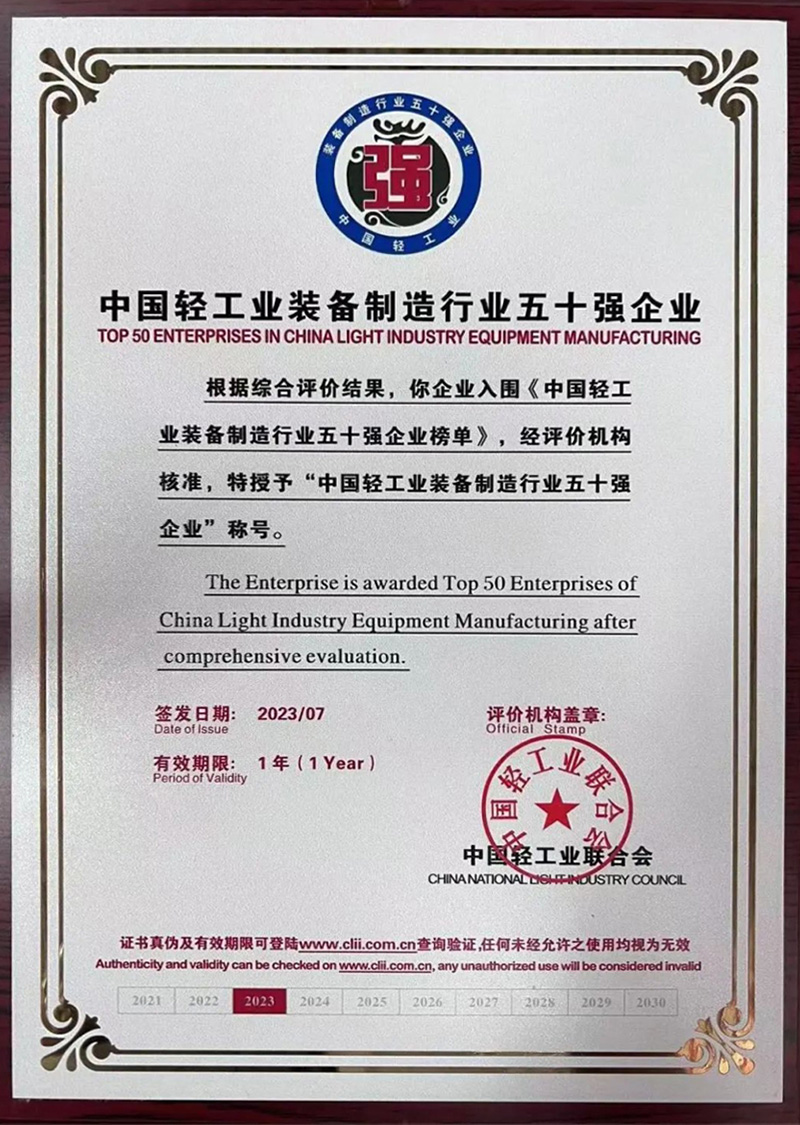 装备制造行业五十强企业
强
中国轻工业
中国轻工业装备制造行业五十强企业
TOP 50 ENTERPRISES IN CHINA LIGHT INDUSTRY EQUIPMENT MANUFACTURING
根据综合评价结果，你企业入围《中国轻工
业装备制造行业五十强企业榜单》，经评价机构
核准，特授予“中国轻工业装备制造行业五十强
企业”称号。
The Enterprise is awarded Top 50 Enterprises of
China Light Industry Equipment Manufacturing after
comprehensive evaluation.
签发日期: 2023/07
Date of Issue
有效期限: 1年（1 Year）
Period of Validity
评价机构盖章:
Official Stamp
中国轻工业联合会
中国轻工业联合会
CHINA NATIONAL LIGHT INDUSTRY COUNCIL
证书真伪及有效期限可登陆www.clii.com.cn查询验证,任何未经允许之使用均视为无效
Authenticity and validity can be checked on www.clii.com.cn, any unauthorized use will be considered invalid
2021 2022 2023 2024 2025 2026 2027 2028 2029 2030